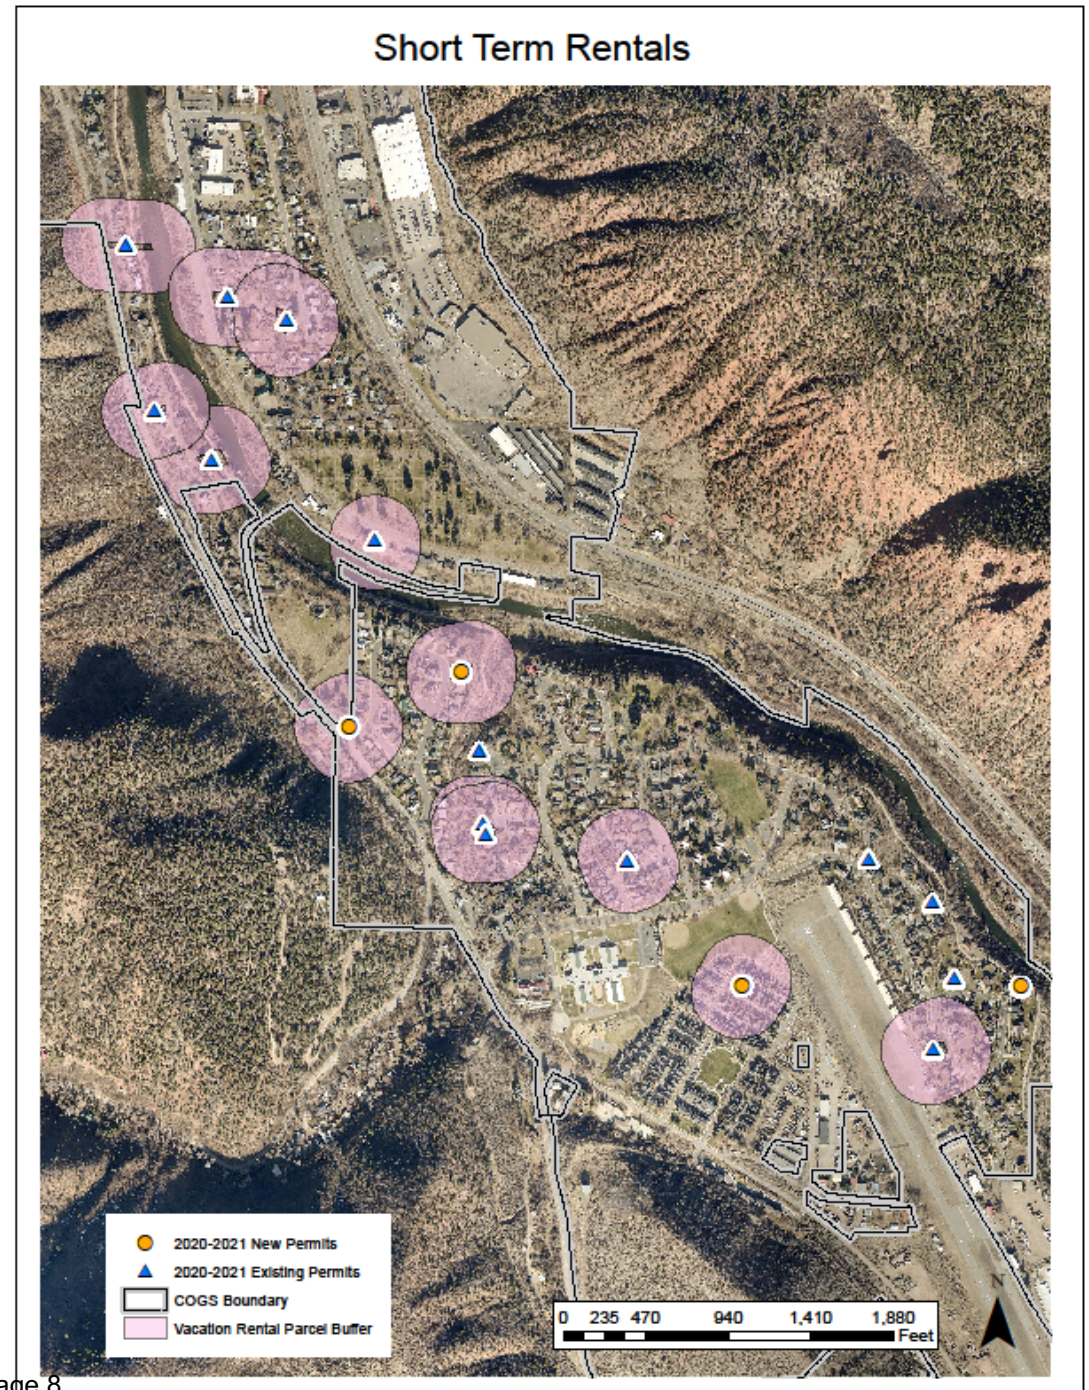 Short Term Rentals
2020-2021 New Permits
2020-2021 Existing Permits
COGS Boundary
Vacation Rental Parcel Buffer
0 235 470 940 1,410 1,880
Feet
N
age 8